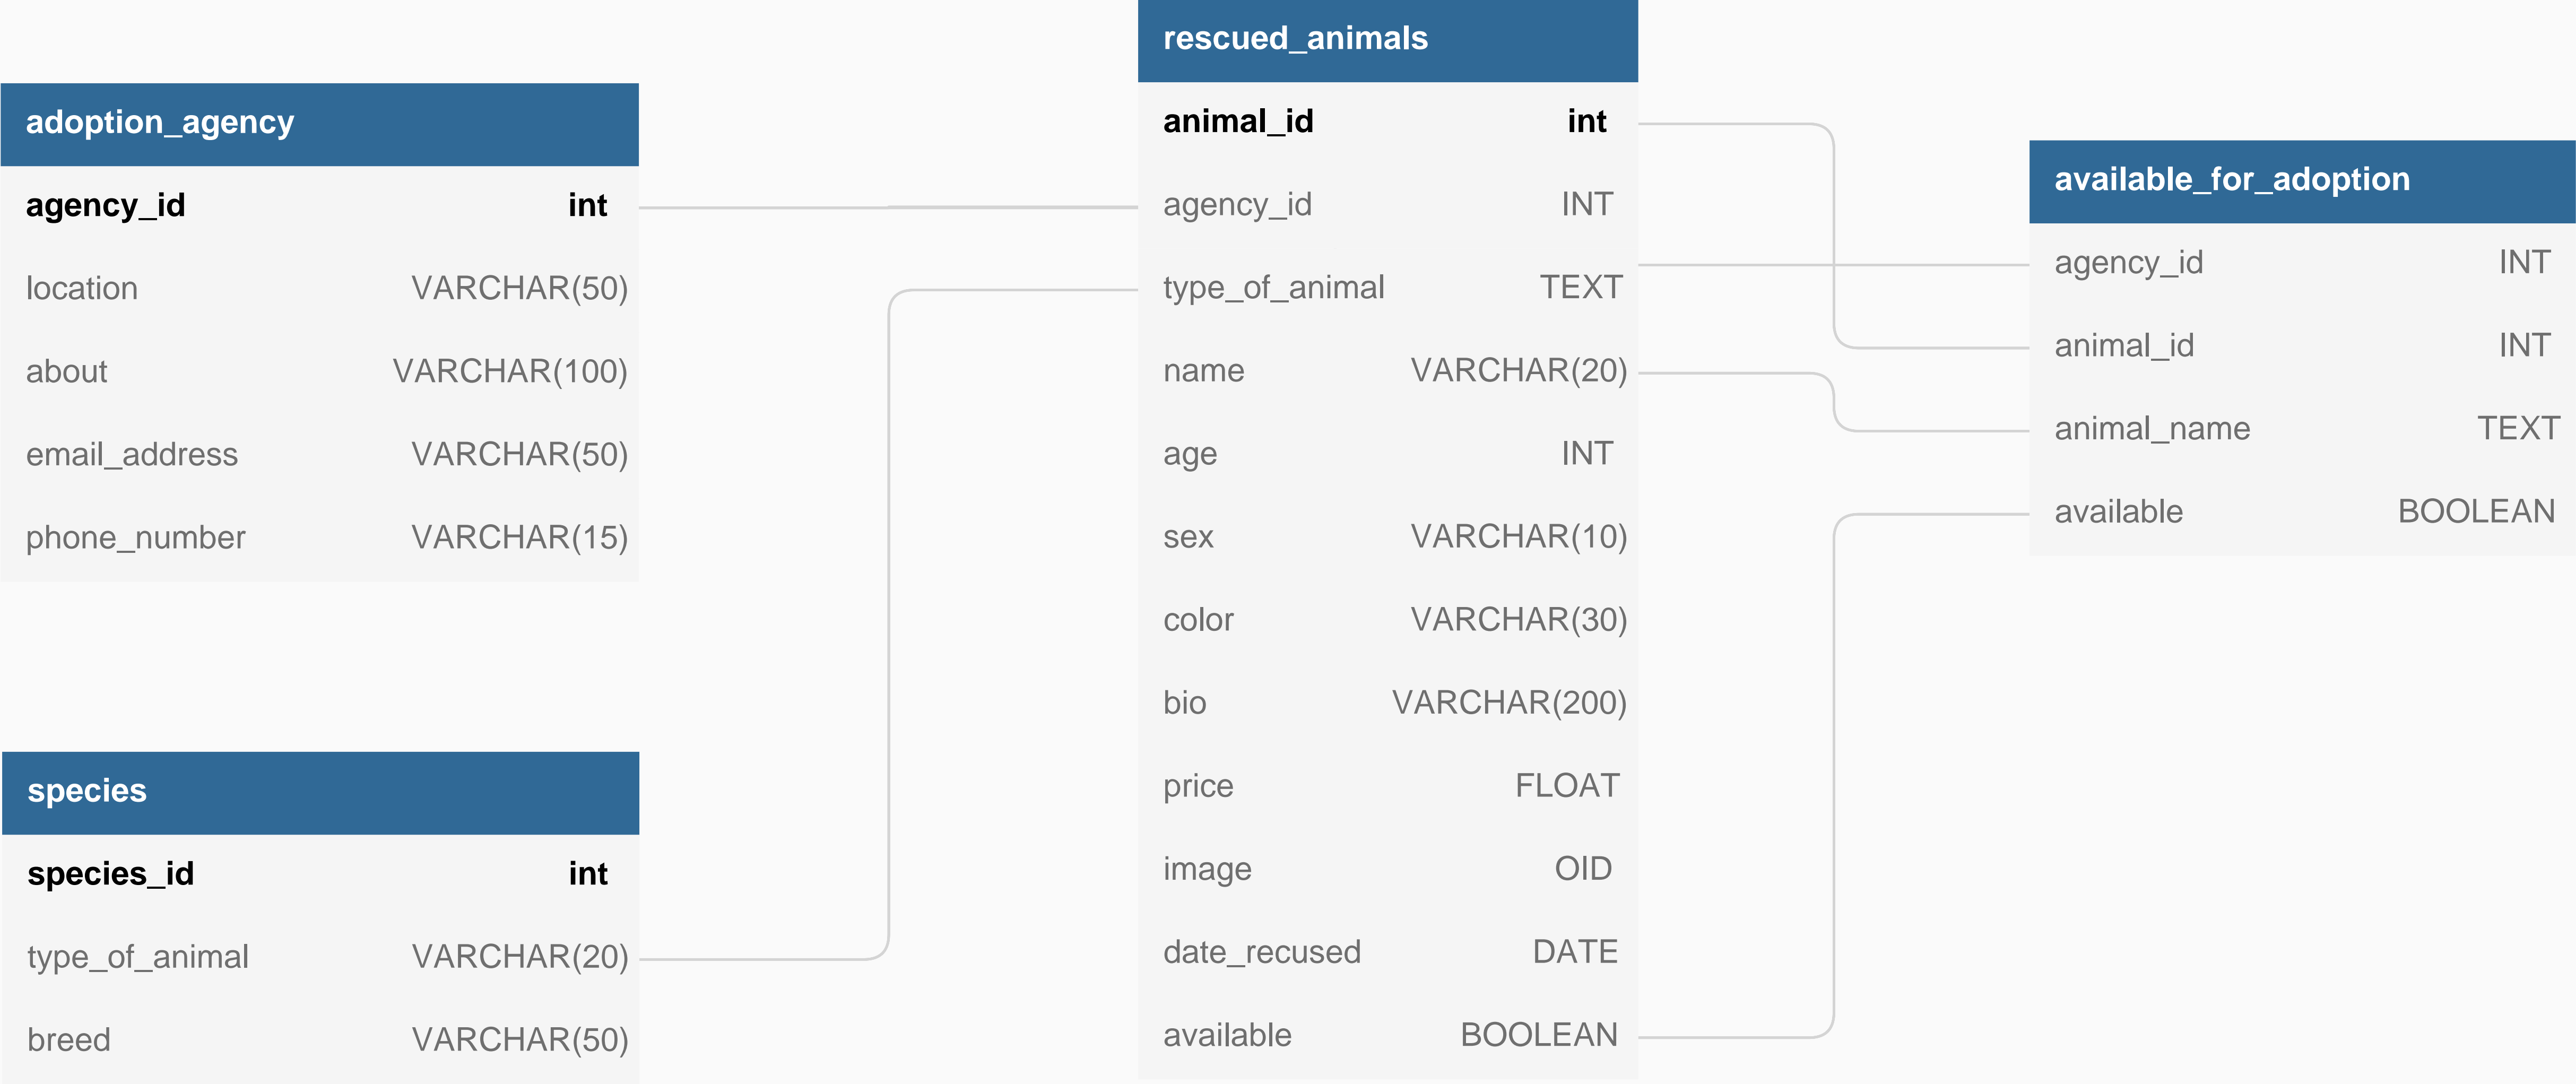 adoption_agency
agency_id int
location VARCHAR(50)
about VARCHAR(100)
email_address VARCHAR(50)
phone_number VARCHAR(15)
species
species_id int
type_of_animal VARCHAR(20)
breed VARCHAR(50)
rescued_animals
animal_id int
agency_id INT
type_of_animal TEXT
name VARCHAR(20)
age INT
sex VARCHAR(10)
color VARCHAR(30)
bio VARCHAR(200)
price FLOAT
image OID
date_recused DATE
available BOOLEAN
available_for_adoption
agency_id INT
animal_id INT
animal_name TEXT
available BOOLEAN